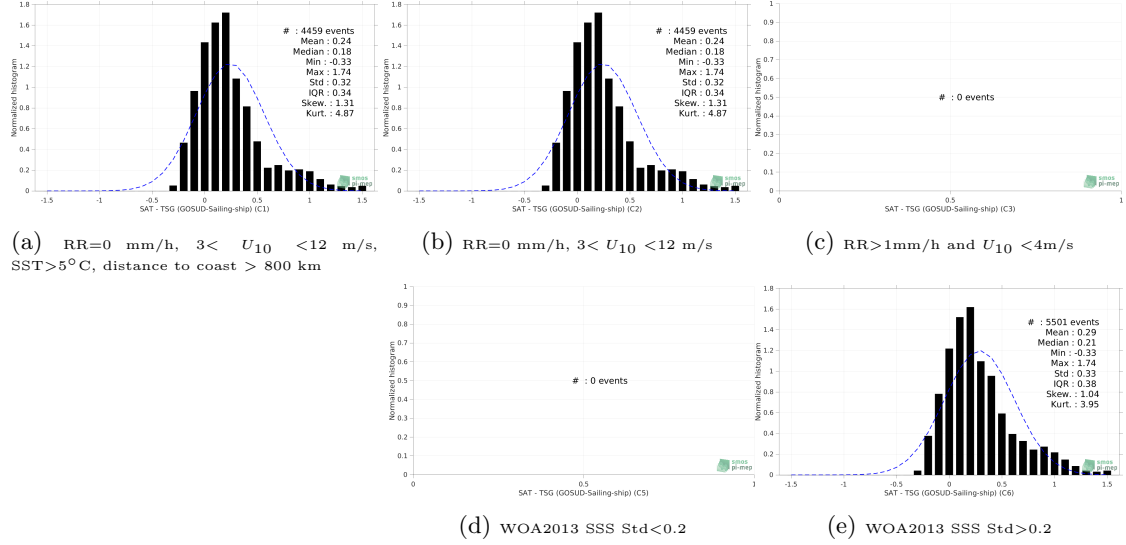 1.8
1.6
1.4
1.2
1
0.8
0.6
0.4
0.2
0
Normalized histogram
# : 4459 events
Mean : 0.24
Median : 0.18
Min : -0.33
Max : 1.74
Std : 0.32
IQR : 0.34
Skew. : 1.31
Kurt. : 4.87
smos
pi-mep
-1.5 -1 -0.5 0 0.5 1 1.5
SAT - TSG (GOSUD-Sailing-ship) (C1)
(a) RR=0 mm/h, 3< U10 <12 m/s,
SST>5°C, distance to coast > 800 km
1.8
1.6
1.4
1.2
1
0.8
0.6
0.4
0.2
0
Normalized histogram
# : 4459 events
Mean : 0.24
Median : 0.18
Min : -0.33
Max : 1.74
Std : 0.32
IQR : 0.34
Skew. : 1.31
Kurt. : 4.87
smos
pi-mep
-1.5 -1 -0.5 0 0.5 1 1.5
SAT - TSG (GOSUD-Sailing-ship) (C2)
(b) RR=0 mm/h, 3< U10 <12 m/s
1
0.9
0.8
0.7
0.6
0.5
0.4
0.3
0.2
0.1
0
Normalized histogram
# : 0 events
smos
pi-mep
0 0.5 1
SAT - TSG (GOSUD-Sailing-ship) (C3)
(c) RR>1mm/h and U10 <4m/s
1
0.9
0.8
0.7
0.6
0.5
0.4
0.3
0.2
0.1
0
Normalized histogram
# : 0 events
smos
pi-mep
0 0.5 1
SAT - TSG (GOSUD-Sailing-ship) (C5)
(d) WOA2013 SSS Std<0.2
1.8
1.6
1.4
1.2
1
0.8
0.6
0.4
0.2
0
Normalized histogram
# : 5501 events
Mean : 0.29
Median : 0.21
Min : -0.33
Max : 1.74
Std : 0.33
IQR : 0.38
Skew. : 1.04
Kurt. : 3.95
smos
pi-mep
-1.5 -1 -0.5 0 0.5 1 1.5
SAT - TSG (GOSUD-Sailing-ship) (C6)
(e) WOA2013 SSS Std>0.2